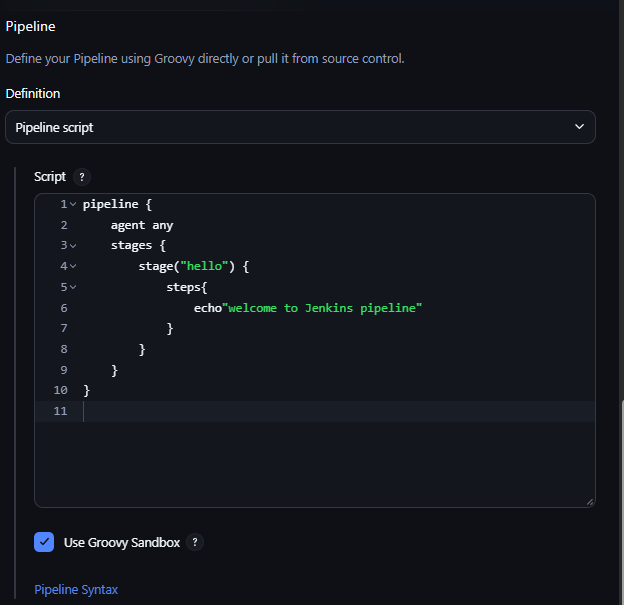 Pipeline
Define your Pipeline using Groovy directly or pull it from source control.
Definition
Pipeline script
Script ?
1 pipeline {
2     agent any
3     stages {
4         stage("hello") {
5             steps{
6                 echo"welcome to Jenkins pipeline"
7             }
8         }
9     }
10 }
11
Use Groovy Sandbox ?
Pipeline Syntax